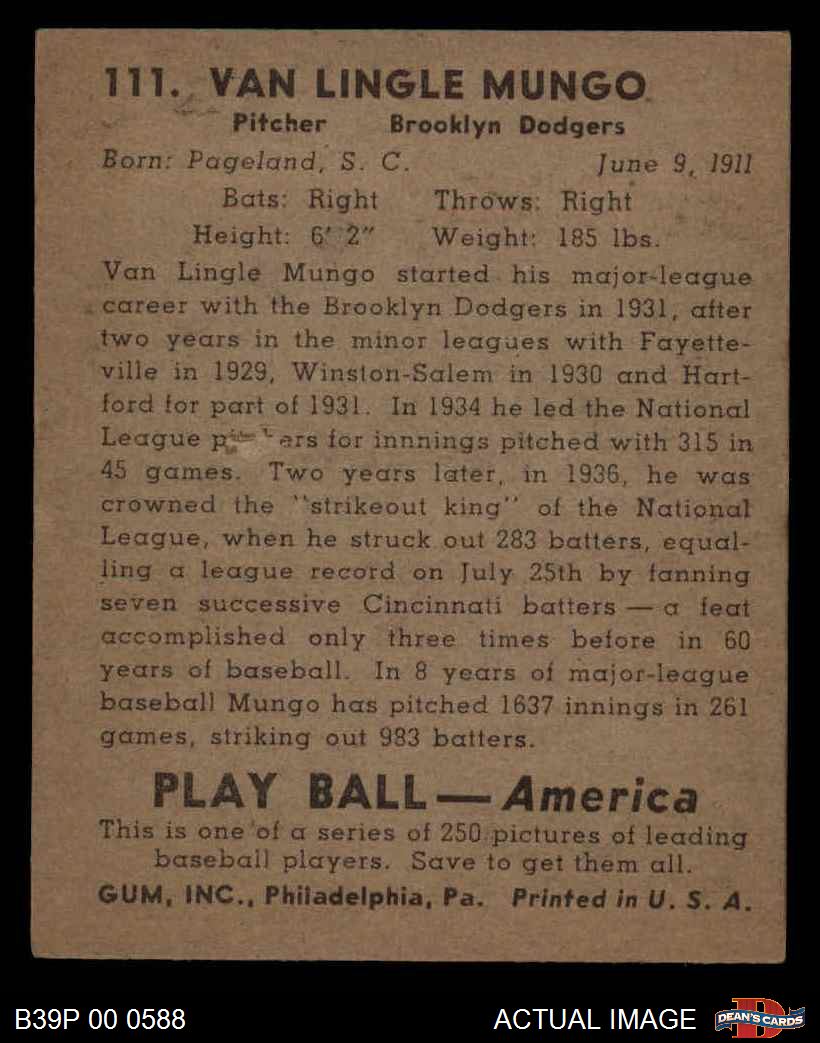 111. VAN LINGLE MUNGO
Pitcher Brooklyn Dodgers
Born: Pageland, S. C. June 9, 1911
Bats: Right Throws: Right
Height: 6' 2" Weight: 185 lbs.
Van Lingle Mungo started his major-league
career with the Brooklyn Dodgers in 1931, after
two years in the minor leagues with Fayette-
ville in 1929, Winston-Salem in 1930 and Hart-
ford for part of 1931. In 1934 he led the National
League for innnings pitched with 315 in
45 games. Two years later, in 1936, he was
crowned the "strikeout king" of the National
League, when he struck out 283 batters, equal-
ling a league record on July 25th by fanning
seven successive Cincinnati batters — a feat
accomplished only three times before in 60
years of baseball. In 8 years of major-league
baseball Mungo has pitched 1637 innings in 261
games, striking out 983 batters.
PLAY BALL — America
This is one of a series of 250 pictures of leading
baseball players. Save to get them all.
GUM, INC., Philadelphia, Pa. Printed in U. S. A.
B39P 00 0588 ACTUAL IMAGE DEAN'S CARDS